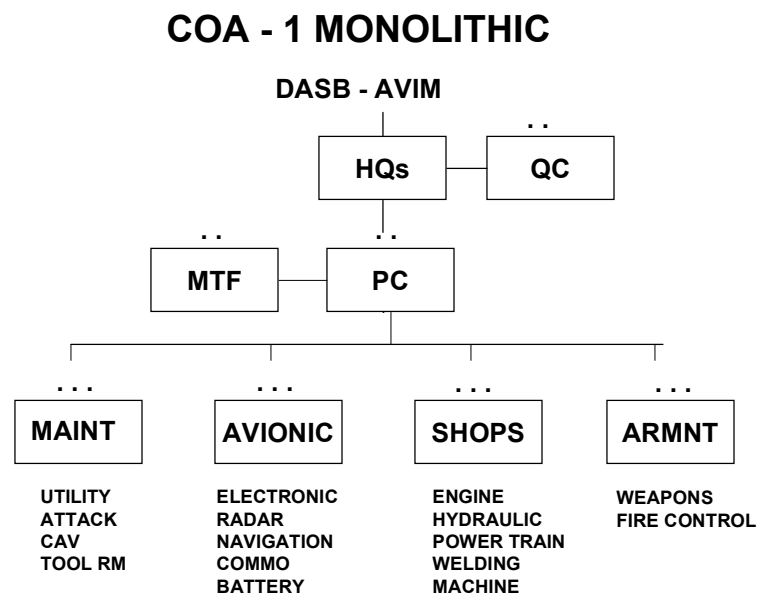 COA - 1 MONOLITHIC
DASB - AVIM
. .
HQs
QC
. .
. .
MTF
PC
. . .
. . .
. . .
. . .
MAINT
AVIONIC
SHOPS
ARMNT
UTILITY
ATTACK
CAV
TOOL RM
ELECTRONIC
RADAR
NAVIGATION
COMMO
BATTERY
ENGINE
HYDRAULIC
POWER TRAIN
WELDING
MACHINE
WEAPONS
FIRE CONTROL